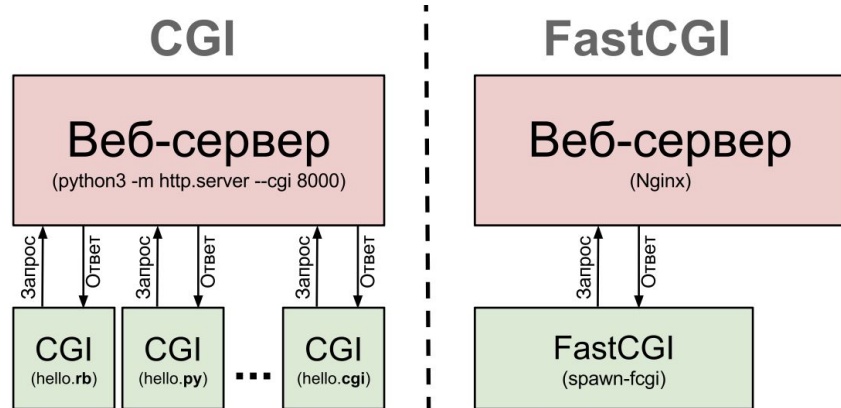 CGI
FastCGI
Веб-сервер
(python3 -m http.server --cgi 8000)
Веб-сервер
(Nginx)
Запрос
Ответ
Запрос
Ответ
Запрос
Ответ
Запрос
Ответ
CGI
(hello.rb)
CGI
(hello.py)
...
CGI
(hello.cgi)
FastCGI
(spawn-fcgi)